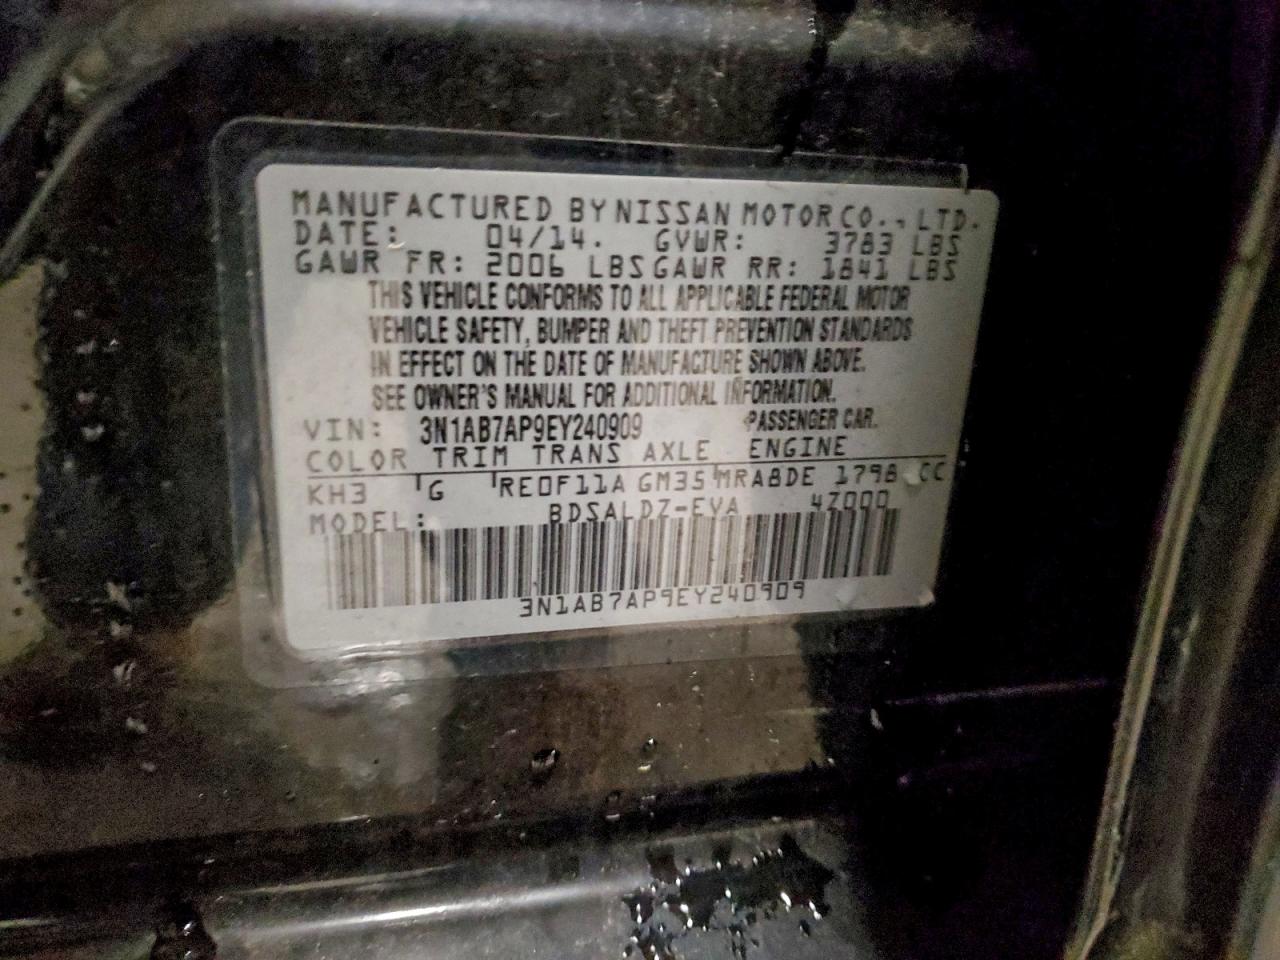 MANUFACTURED BY NISSAN MOTOR CO., LTD.
DATE: 04/14. GVWR: 3783 LBS
GAWR FR: 2006 LBS GAWR RR: 1841 LBS
THIS VEHICLE CONFORMS TO ALL APPLICABLE FEDERAL MOTOR
VEHICLE SAFETY, BUMPER AND THEFT PREVENTION STANDARDS
IN EFFECT ON THE DATE OF MANUFACTURE SHOWN ABOVE.
SEE OWNER'S MANUAL FOR ADDITIONAL INFORMATION.
VIN: 3N1AB7AP9EY240909 PASSENGER CAR.
COLOR TRIM TRANS AXLE ENGINE
KH3 G RE0F11A GM35 MRA8DE 1798 CC
MODEL: BDSALDZ-EVA 4Z000
3N1AB7AP9EY240909